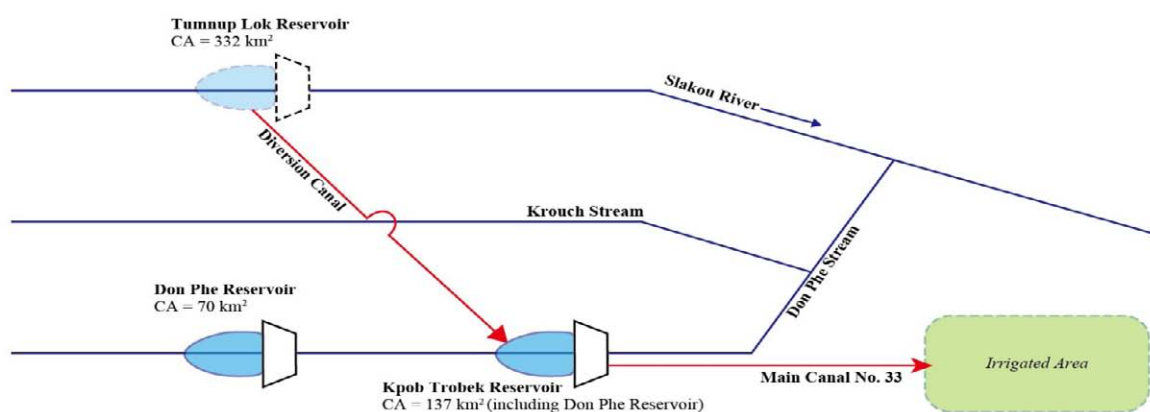 Tumnup Lok Reservoir
CA = 332 km²
Slakou River
Diversion Canal
Krouch Stream
Don Phe Reservoir
CA = 70 km²
Don Phe Stream
Irrigated Area
Main Canal No. 33
Kpob Trobek Reservoir
CA = 137 km² (including Don Phe Reservoir)